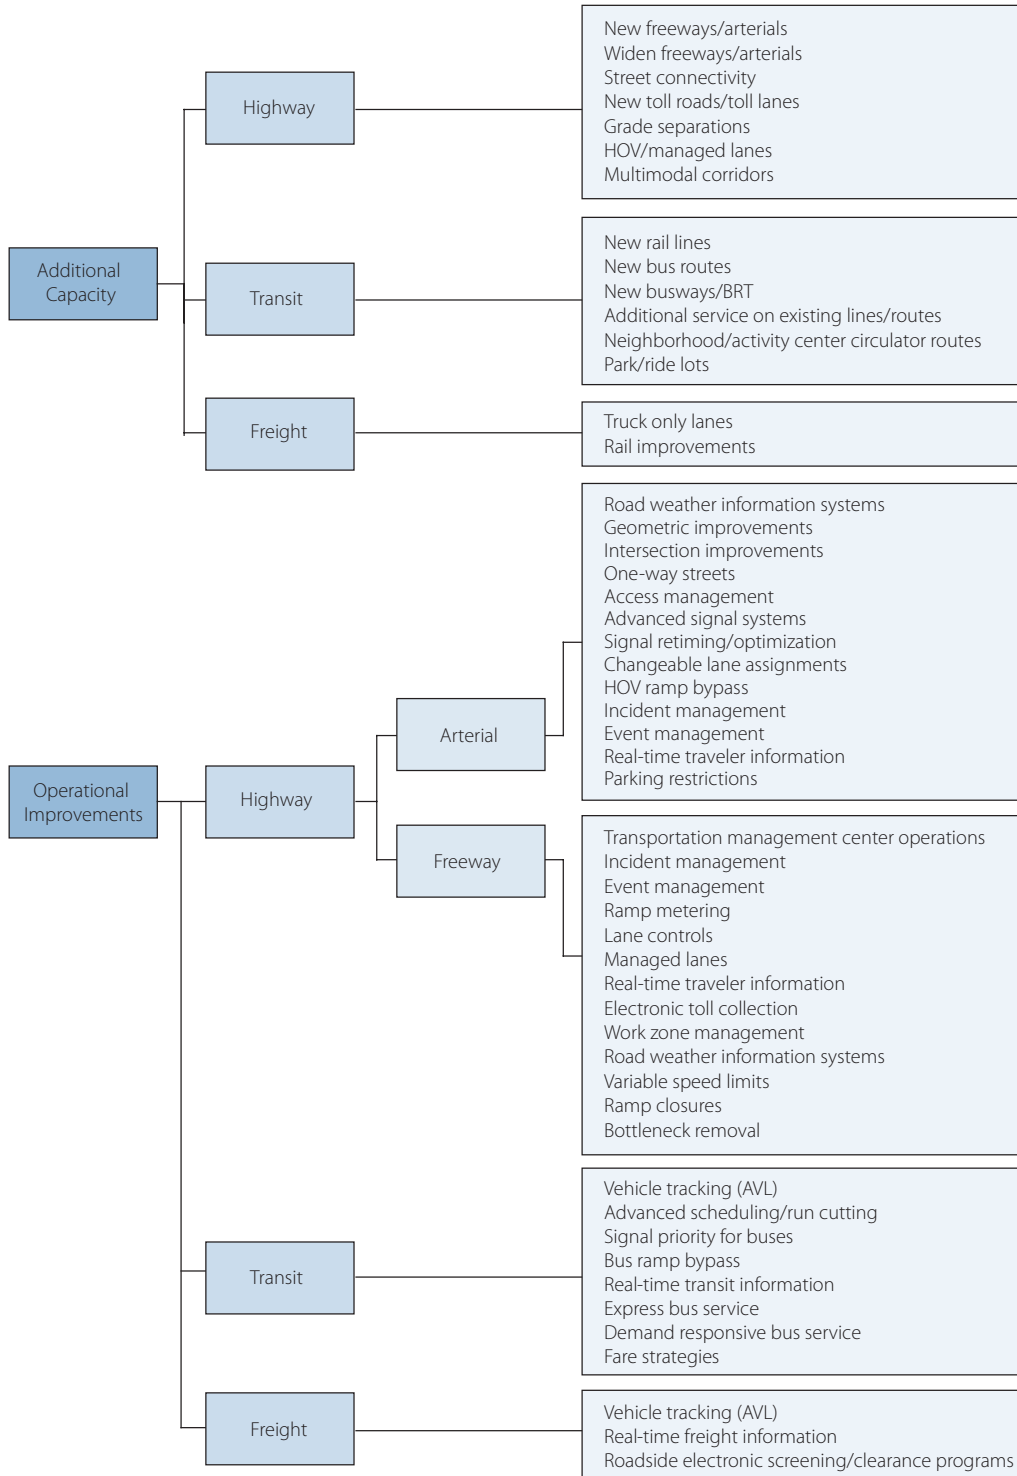 Additional
Capacity
Highway
New freeways/arterials
Widen freeways/arterials
Street connectivity
New toll roads/toll lanes
Grade separations
HOV/managed lanes
Multimodal corridors
Transit
New rail lines
New bus routes
New busways/BRT
Additional service on existing lines/routes
Neighborhood/activity center circulator routes
Park/ride lots
Freight
Truck only lanes
Rail improvements
Operational
Improvements
Highway
Arterial
Road weather information systems
Geometric improvements
Intersection improvements
One-way streets
Access management
Advanced signal systems
Signal retiming/optimization
Changeable lane assignments
HOV ramp bypass
Incident management
Event management
Real-time traveler information
Parking restrictions
Freeway
Transportation management center operations
Incident management
Event management
Ramp metering
Lane controls
Managed lanes
Real-time traveler information
Electronic toll collection
Work zone management
Road weather information systems
Variable speed limits
Ramp closures
Bottleneck removal
Transit
Vehicle tracking (AVL)
Advanced scheduling/run cutting
Signal priority for buses
Bus ramp bypass
Real-time transit information
Express bus service
Demand responsive bus service
Fare strategies
Freight
Vehicle tracking (AVL)
Real-time freight information
Roadside electronic screening/clearance programs